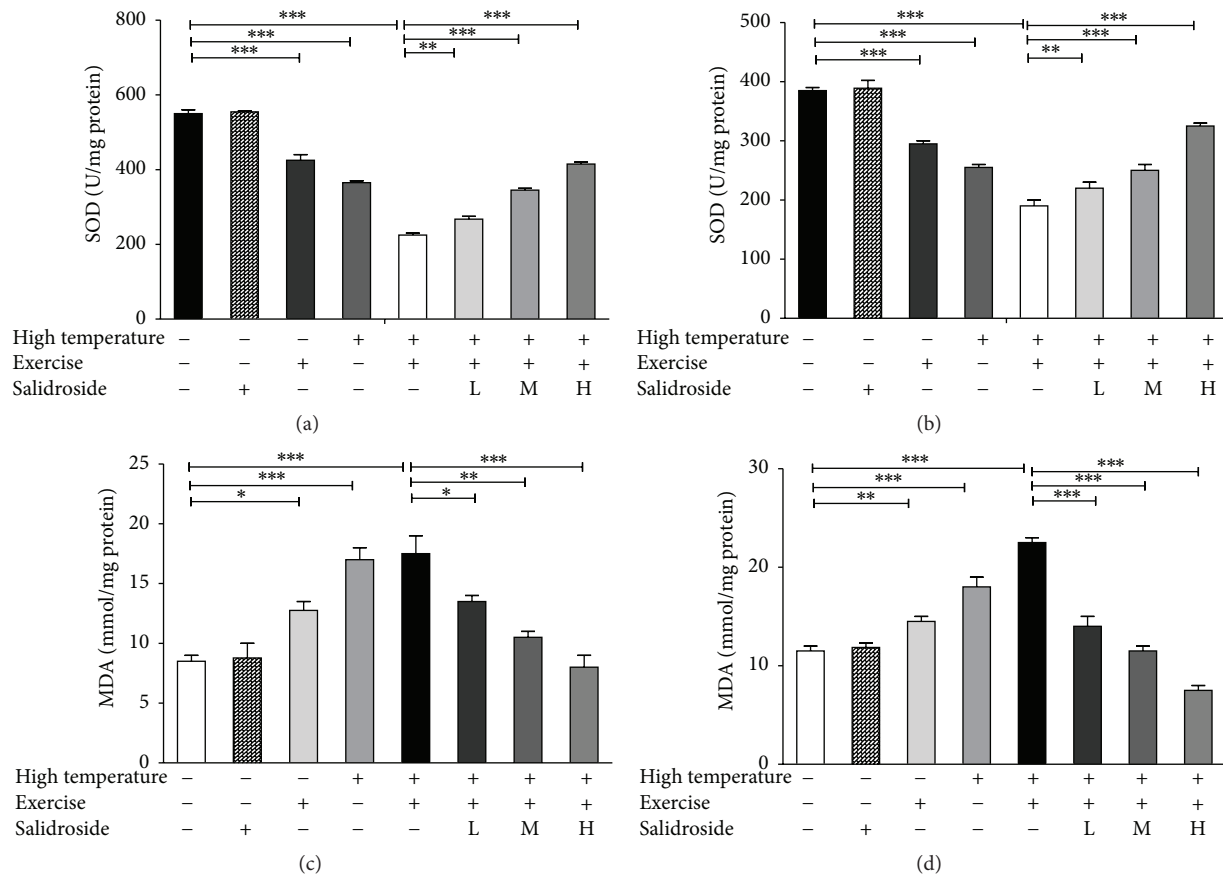 800
600
400
200
0
SOD (U/mg protein)
*** ***
*** ***
*** **
High temperature − − − + + + + +
Exercise − − + − + + + +
Salidroside − + − − − L M H
(a)
500
400
300
200
100
0
SOD (U/mg protein)
*** ***
*** ***
*** **
High temperature − − − + + + + +
Exercise − − + − + + + +
Salidroside − + − − − L M H
(b)
25
20
15
10
5
0
MDA (mmol/mg protein)
*** ***
*** **
* *
High temperature − − − + + + + +
Exercise − − + − + + + +
Salidroside − + − − − L M H
(c)
30
20
10
0
MDA (mmol/mg protein)
*** ***
*** ***
** ***
High temperature − − − + + + + +
Exercise − − + − + + + +
Salidroside − + − − − L M H
(d)